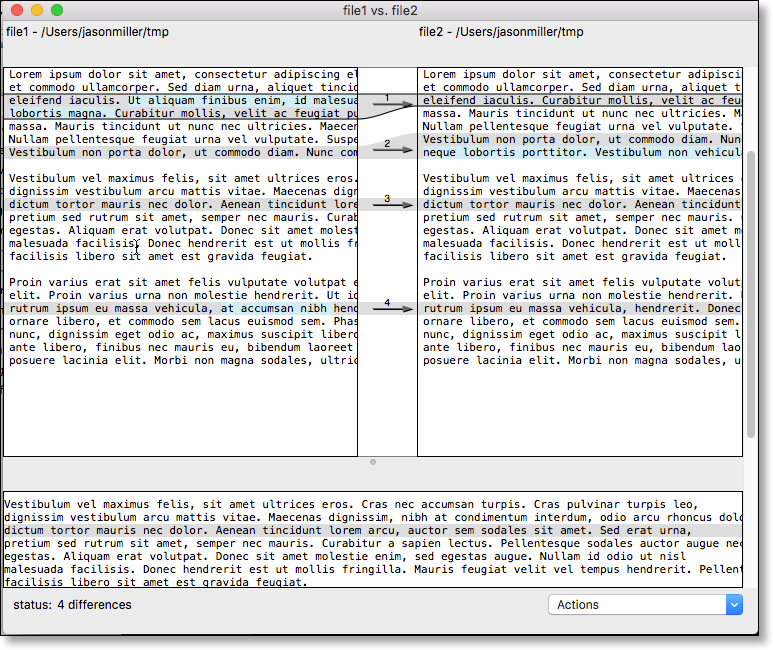 file1 vs. file2
file1 - /Users/jasonmiller/tmp
file2 - /Users/jasonmiller/tmp
Lorem ipsum dolor sit amet, consectetur adipiscing el
et commodo ullamcorper. Sed diam urna, aliquet tincid
eleifend iaculis. Ut aliquam finibus enim, id malesua
lobortis magna. Curabitur mollis, velit ac feugiat pu
massa. Mauris tincidunt ut nunc nec ultricies. Maecen
Nullam pellentesque feugiat urna vel vulputate. Suspe
Vestibulum non porta dolor, ut commodo diam. Nunc com
Vestibulum vel maximus felis, sit amet ultrices eros.
dignissim vestibulum arcu mattis vitae. Maecenas dign
dictum tortor mauris nec dolor. Aenean tincidunt lore
pretium sed rutrum sit amet, semper nec mauris. Curab
egestas. Aliquam erat volutpat. Donec sit amet molest
malesuada facilisis. Donec hendrerit est ut mollis fr
facilisis libero sit amet est gravida feugiat.
Proin varius erat sit amet felis vulputate volutpat e
elit. Proin varius urna non molestie hendrerit. Ut id
rutrum ipsum eu massa vehicula, at accumsan nibh hend
ornare libero, et commodo sem lacus euismod sem. Phas
nunc, dignissim eget odio ac, maximus suscipit libero
ante libero, finibus nec mauris eu, bibendum laoreet
posuere lacinia elit. Morbi non magna sodales, ultric
1
2
3
4
Lorem ipsum dolor sit amet, consectetur adipisci
et commodo ullamcorper. Sed diam urna, aliquet t
eleifend iaculis. Curabitur mollis, velit ac feug
massa. Mauris tincidunt ut nunc nec ultricies. M
Nullam pellentesque feugiat urna vel vulputate. S
Vestibulum non porta dolor, ut commodo diam. Nun
neque lobortis porttitor. Vestibulum non vehicula
Vestibulum vel maximus felis, sit amet ultrices
dignissim vestibulum arcu mattis vitae. Maecenas
dictum tortor mauris nec dolor. Aenean tincidunt
pretium sed rutrum sit amet, semper nec mauris.
egestas. Aliquam erat volutpat. Donec sit amet m
malesuada facilisis. Donec hendrerit est ut moll
facilisis libero sit amet est gravida feugiat.
Proin varius erat sit amet felis vulputate volut
elit. Proin varius urna non molestie hendrerit.
rutrum ipsum eu massa vehicula, hendrerit. Donec
ornare libero, et commodo sem lacus euismod sem.
nunc, dignissim eget odio ac, maximus suscipit l
ante libero, finibus nec mauris eu, bibendum lao
posuere lacinia elit. Morbi non magna sodales, u
Vestibulum vel maximus felis, sit amet ultrices eros. Cras nec accumsan turpis. Cras pulvinar turpis leo,
dignissim vestibulum arcu mattis vitae. Maecenas dignissim, nibh at condimentum interdum, odio arcu rhoncus dolo
dictum tortor mauris nec dolor. Aenean tincidunt lorem arcu, auctor sem sodales sit amet. Sed erat urna,
pretium sed rutrum sit amet, semper nec mauris. Curabitur a sapien lectus. Pellentesque sodales auctor augue nec
egestas. Aliquam erat volutpat. Donec sit amet molestie enim, sed egestas augue. Nullam id odio ut nisl
malesuada facilisis. Donec hendrerit est ut mollis fringilla. Mauris feugiat velit vel tempus hendrerit. Pellent
facilisis libero sit amet est gravida feugiat.
status: 4 differences
Actions